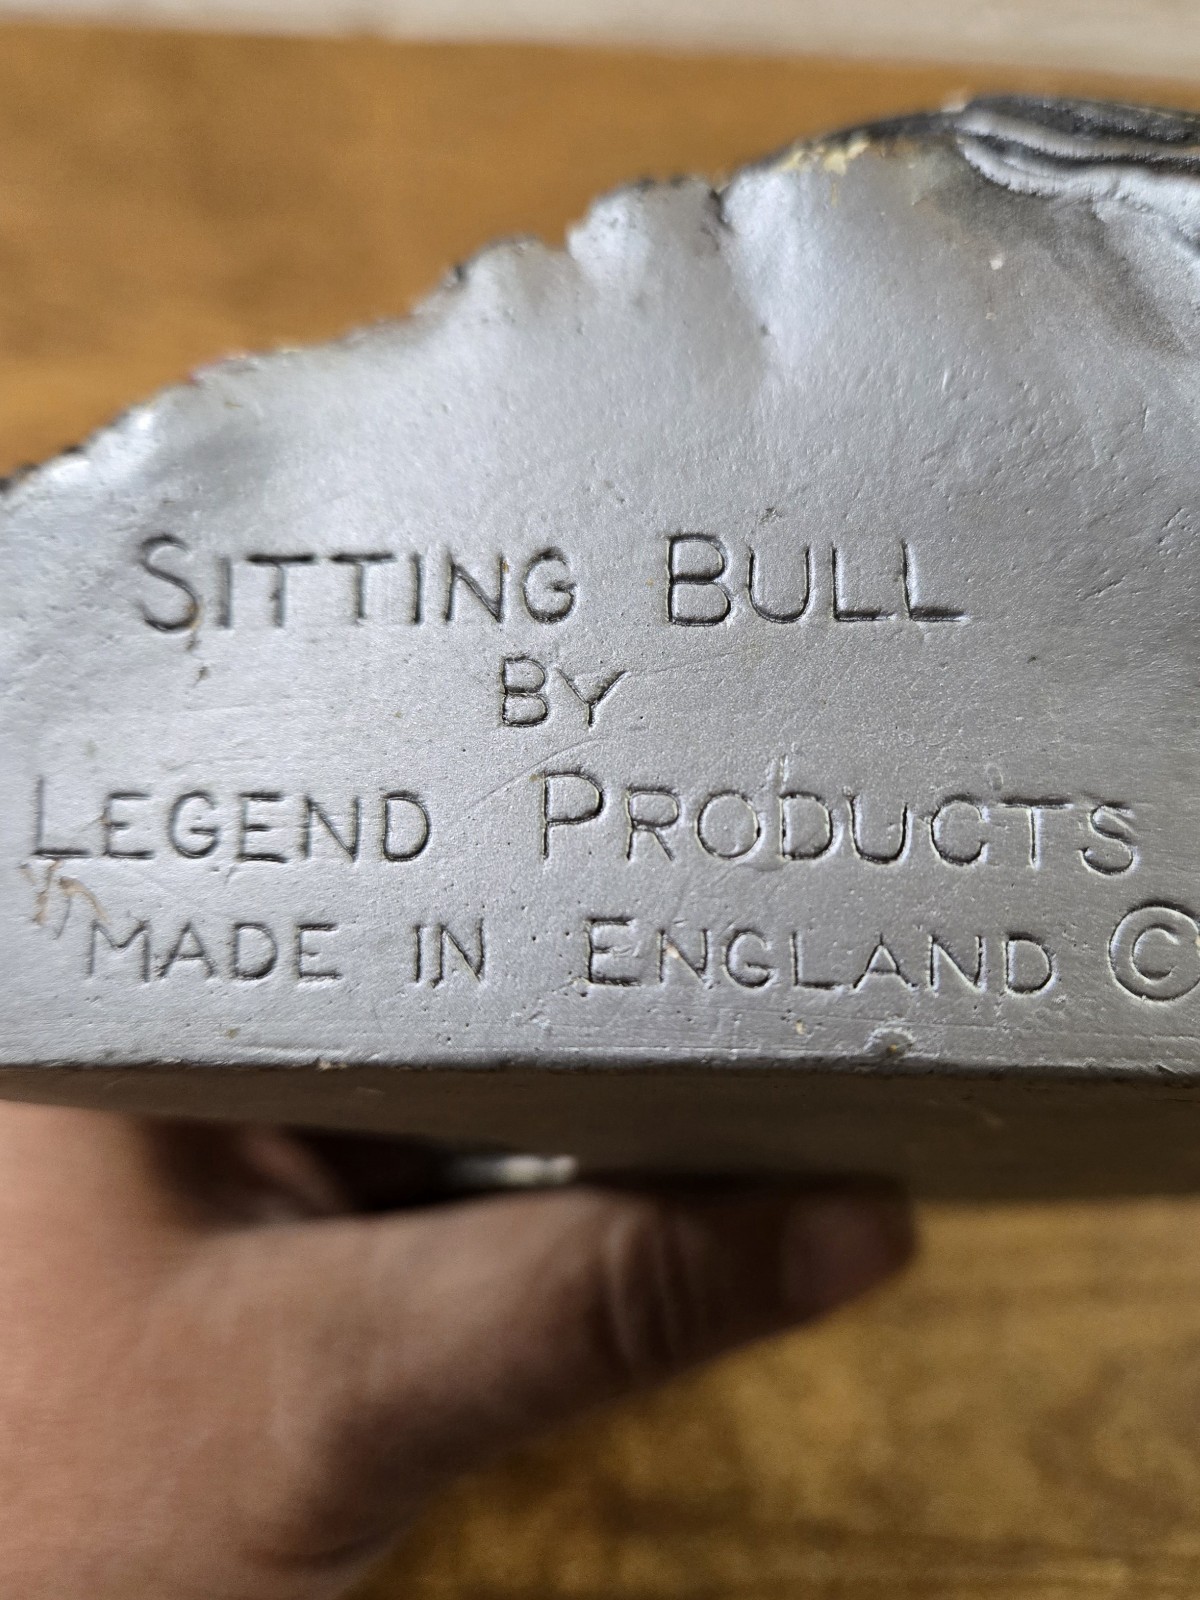 SITTING BULL
BY
LEGEND PRODUCTS
MADE IN ENGLAND ©